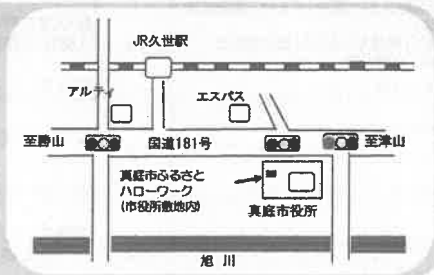 JR久世駅
アルティ
エスパス
至勝山
国道181号
至津山
真庭市ふるさと
ハローワーク
(市役所敷地内)
真庭市役所
旭川